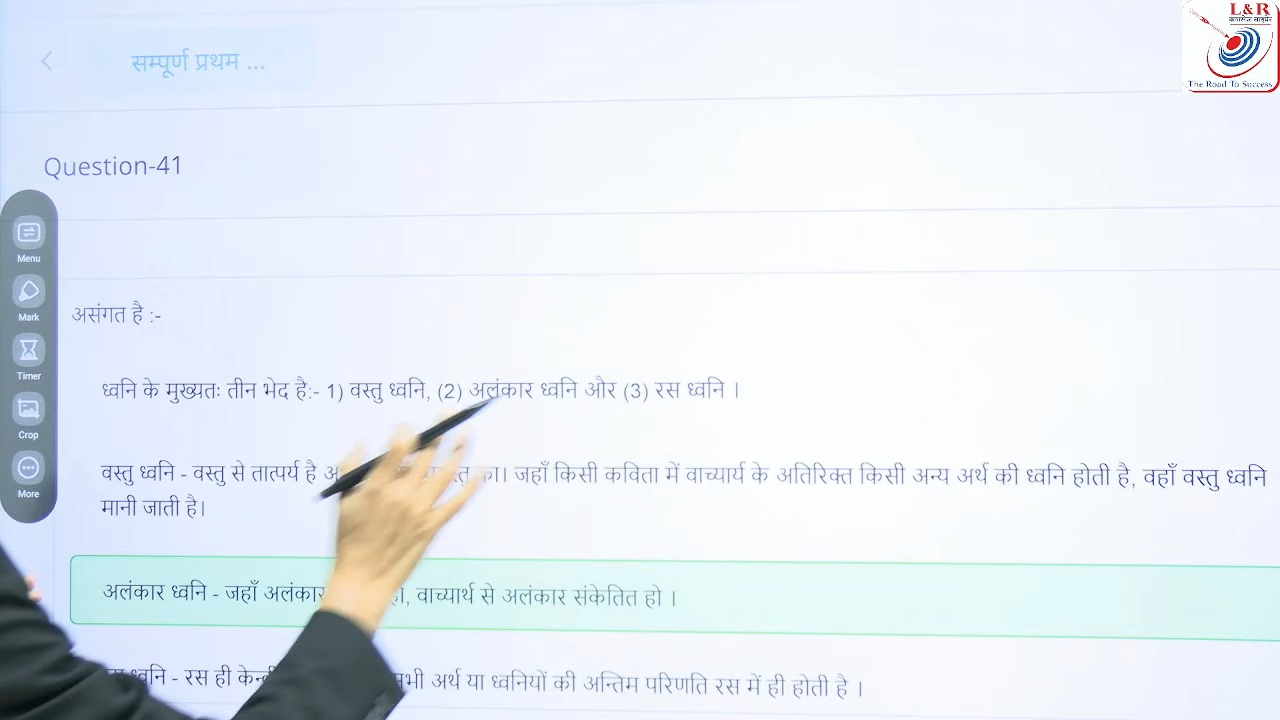 L&R
The Road To Success
सम्पूर्ण प्रथम ...
Question-41
Menu
Mark
Timer
Crop
More
असंगत है :-
ध्वनि के मुख्यतः तीन भेद है:- 1) वस्तु ध्वनि, (2) अलंकार ध्वनि और (3) रस ध्वनि ।
वस्तु ध्वनि - वस्तु से तात्पर्य है का। जहाँ किसी कविता में वाच्यार्थ के अतिरिक्त किसी अन्य अर्थ की ध्वनि होती है, वहाँ वस्तु ध्वनि
मानी जाती है।
अलंकार ध्वनि - जहाँ अलंकार वाच्यार्थ से अलंकार संकेतित हो ।
ध्वनि - रस ही अर्थ या ध्वनियों की अन्तिम परिणति रस में ही होती है ।